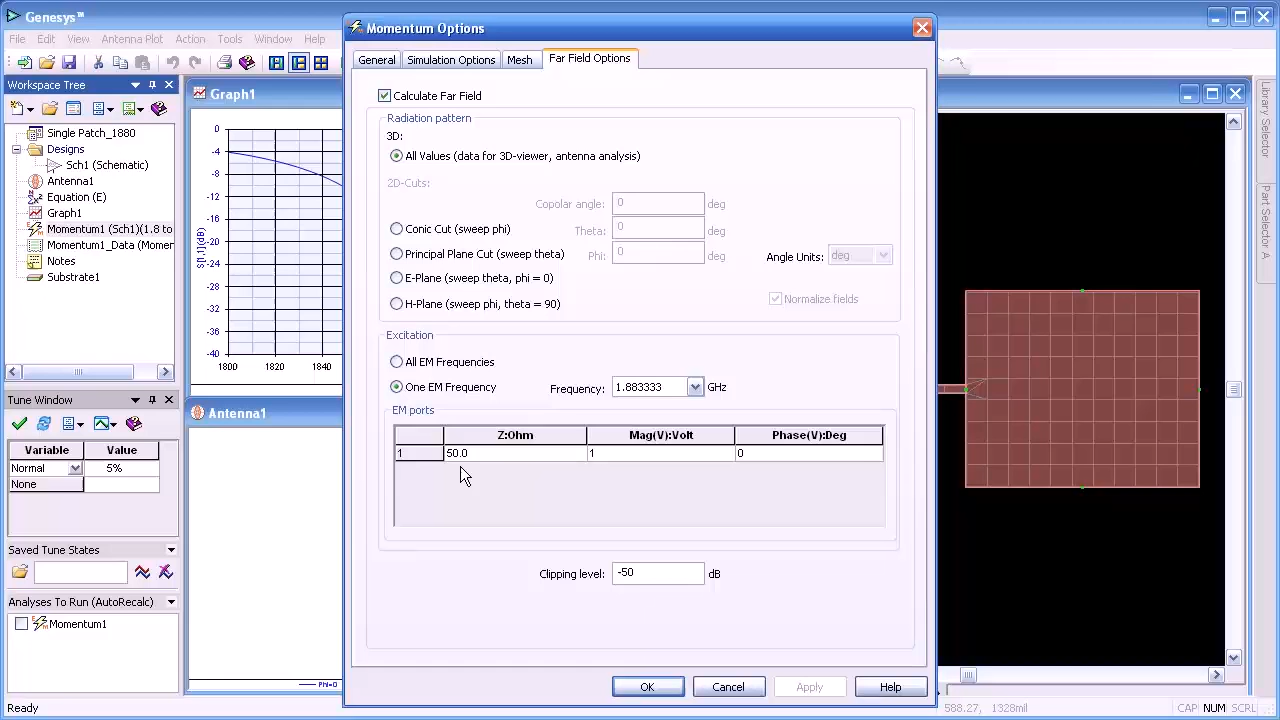 Genesys™
File Edit View Antenna Plot Action Tools Window Help
Workspace Tree
Single Patch_1880
Designs
Sch1 (Schematic)
Antenna1
Equation (E)
Graph1
Momentum1 (Sch1)(1.8 to
Momentum1_Data (Momen
Notes
Substrate1
Tune Window
Variable Value
Normal 5%
None
Saved Tune States
Analyses To Run (AutoRecalc)
Momentum1
Ready
Graph1
0
-4
-8
-12
-16
-20
-24
-28
-32
-36
-40
S[1,1](dB)
1800 1820 1840
Antenna1
Phi=0
Momentum Options
General Simulation Options Mesh Far Field Options
Calculate Far Field
Radiation pattern
3D:
All Values (data for 3D-viewer, antenna analysis)
2D-Cuts:
Copolar angle: 0 deg
Conic Cut (sweep phi) Theta: 0 deg
Principal Plane Cut (sweep theta) Phi: 0 deg Angle Units: deg
E-Plane (sweep theta, phi = 0)
H-Plane (sweep phi, theta = 90) Normalize fields
Excitation
All EM Frequencies
One EM Frequency Frequency: 1.883333 GHz
EM ports
Z:Ohm Mag(V):Volt Phase(V):Deg
1 50.0 1 0
Clipping level: -50 dB
OK Cancel Apply Help
Library Selector
Part Selector A
588.27, 1328mil CAP NUM SCRL